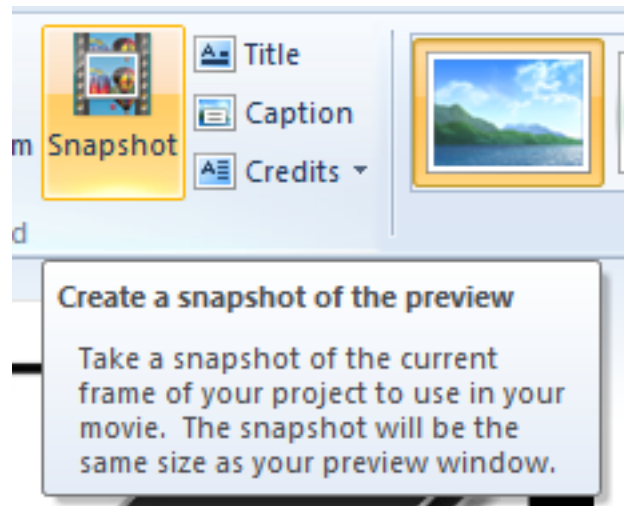 Title
Caption
m Snapshot
Credits
d
Create a snapshot of the preview
Take a snapshot of the current
frame of your project to use in your
movie.  The snapshot will be the
same size as your preview window.